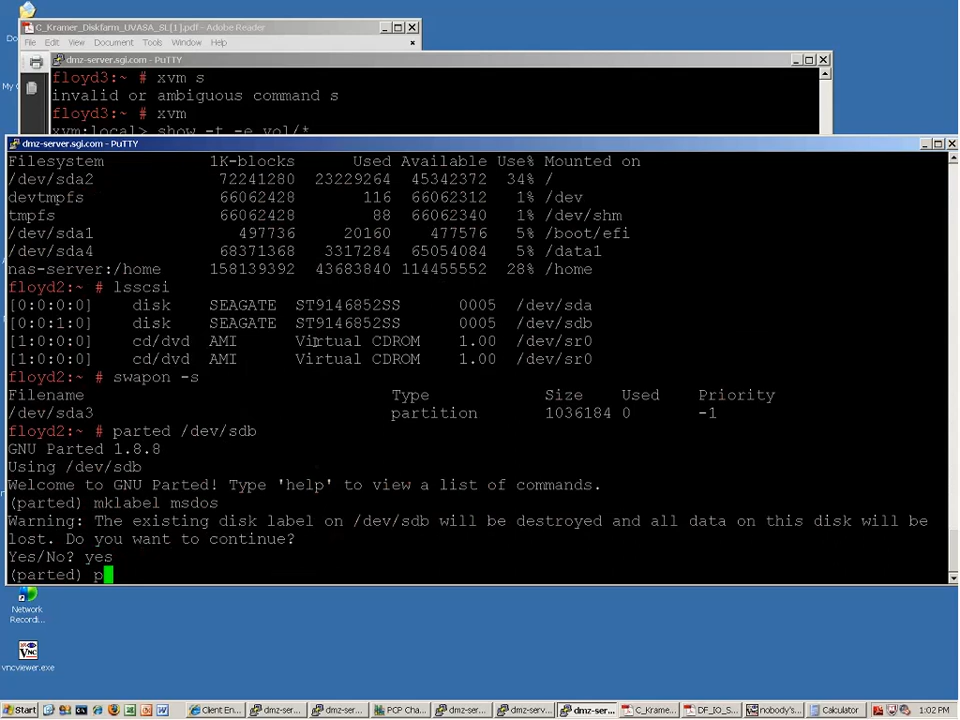 C_Kramer_Diskfarm_UVASA_SL[1].pdf - Adobe Reader
File Edit View Document Tools Window Help
dmz-server.sgi.com - PuTTY
floyd3:~ # xvm s
invalid or ambiguous command s
floyd3:~ # xvm
xvm:local> show -t -e vol/*
dmz-server.sgi.com - PuTTY
Filesystem 1K-blocks Used Available Use% Mounted on
/dev/sda2 72241280 23229264 45342372 34% /
devtmpfs 66062428 116 66062312 1% /dev
tmpfs 66062428 88 66062340 1% /dev/shm
/dev/sda1 497736 20160 477576 5% /boot/efi
/dev/sda4 68371368 3317284 65054084 5% /data1
nas-server:/home 158139392 43683840 114455552 28% /home
floyd2:~ # lsscsi
[0:0:0:0] disk SEAGATE ST9146852SS 0005 /dev/sda
[0:0:1:0] disk SEAGATE ST9146852SS 0005 /dev/sdb
[1:0:0:0] cd/dvd AMI Virtual CDROM 1.00 /dev/sr0
[1:0:0:0] cd/dvd AMI Virtual CDROM 1.00 /dev/sr0
floyd2:~ # swapon -s
Filename Type Size Used Priority
/dev/sda3 partition 1036184 0 -1
floyd2:~ # parted /dev/sdb
GNU Parted 1.8.8
Using /dev/sdb
Welcome to GNU Parted! Type 'help' to view a list of commands.
(parted) mklabel msdos
Warning: The existing disk label on /dev/sdb will be destroyed and all data on this disk will be
lost. Do you want to continue?
Yes/No? yes
(parted) p
Network
Recordi...
vncviewer.exe
Start Client En... dmz-ser... dmz-ser... PCP Cha... dmz-ser... dmz-serv... dmz-ser... C_Krame... DF_IO_S... nobody's... Calculator 1:02 PM